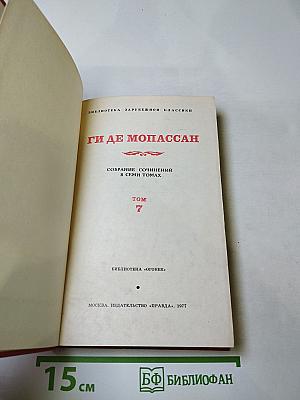 БИБЛИОТЕКА ЗАРУБЕЖНОЙ КЛАССИКИ
ГИ ДЕ МОПАССАН
СОБРАНИЕ СОЧИНЕНИЙ
В СЕМИ ТОМАХ
ТОМ
7
БИБЛИОТЕКА «ОГОНЕК»
МОСКВА. ИЗДАТЕЛЬСТВО «ПРАВДА». 1977
15 см
БФ БИБЛИОФАН